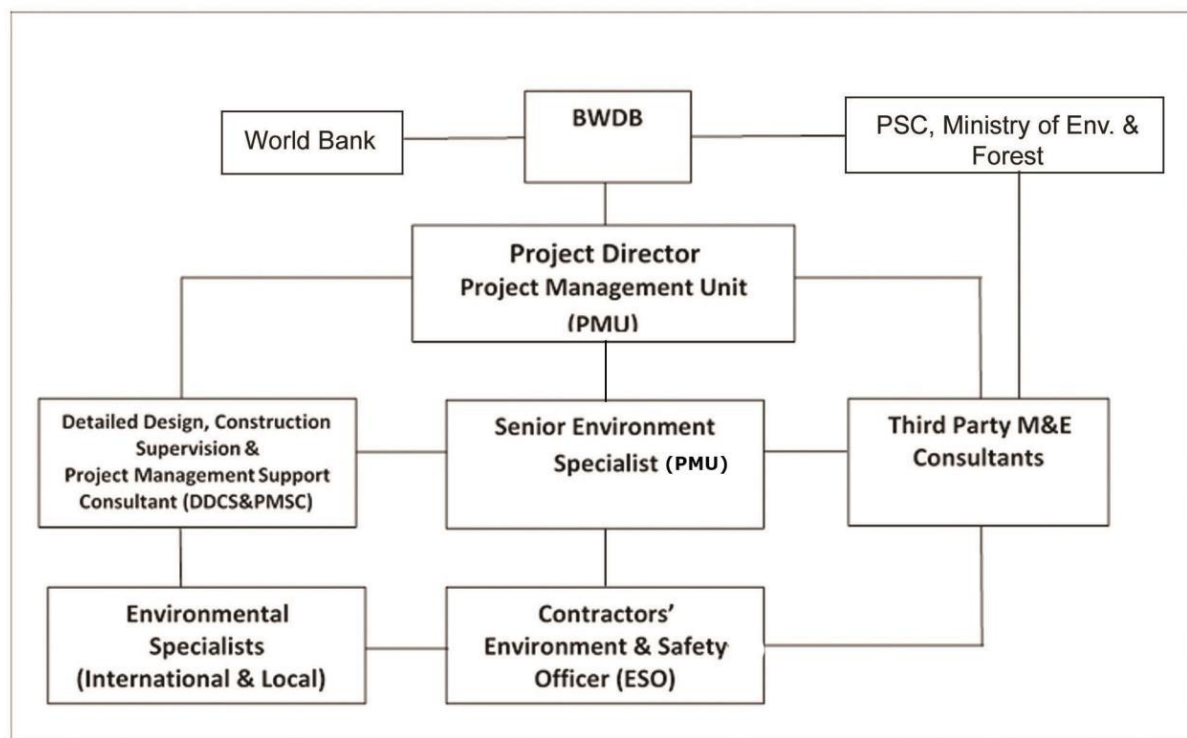 BWDB
World Bank
PSC, Ministry of Env. &
Forest
Project Director
Project Management Unit
(PMU)
Detailed Design, Construction
Supervision &
Project Management Support
Consultant (DDCS&PMSC)
Senior Environment
Specialist (PMU)
Third Party M&E
Consultants
Environmental
Specialists
(International & Local)
Contractors’
Environment & Safety
Officer (ESO)